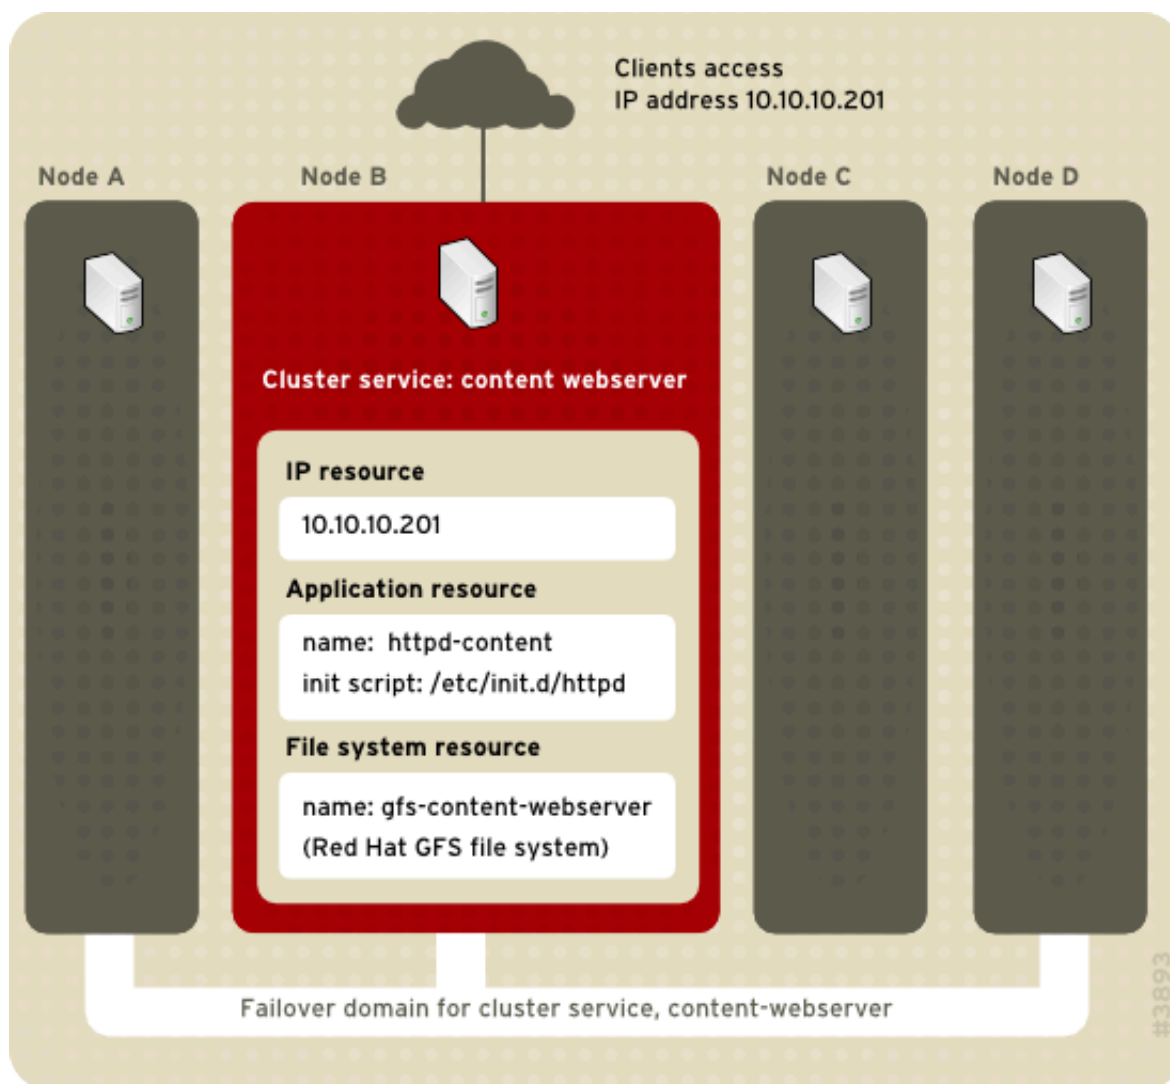 Clients access
IP address 10.10.10.201
Node A
Node B
Node C
Node D
Cluster service: content webserver
IP resource
10.10.10.201
Application resource
name: httpd-content
init script: /etc/init.d/httpd
File system resource
name: gfs-content-webserver
(Red Hat GFS file system)
Failover domain for cluster service, content-webserver
#3893